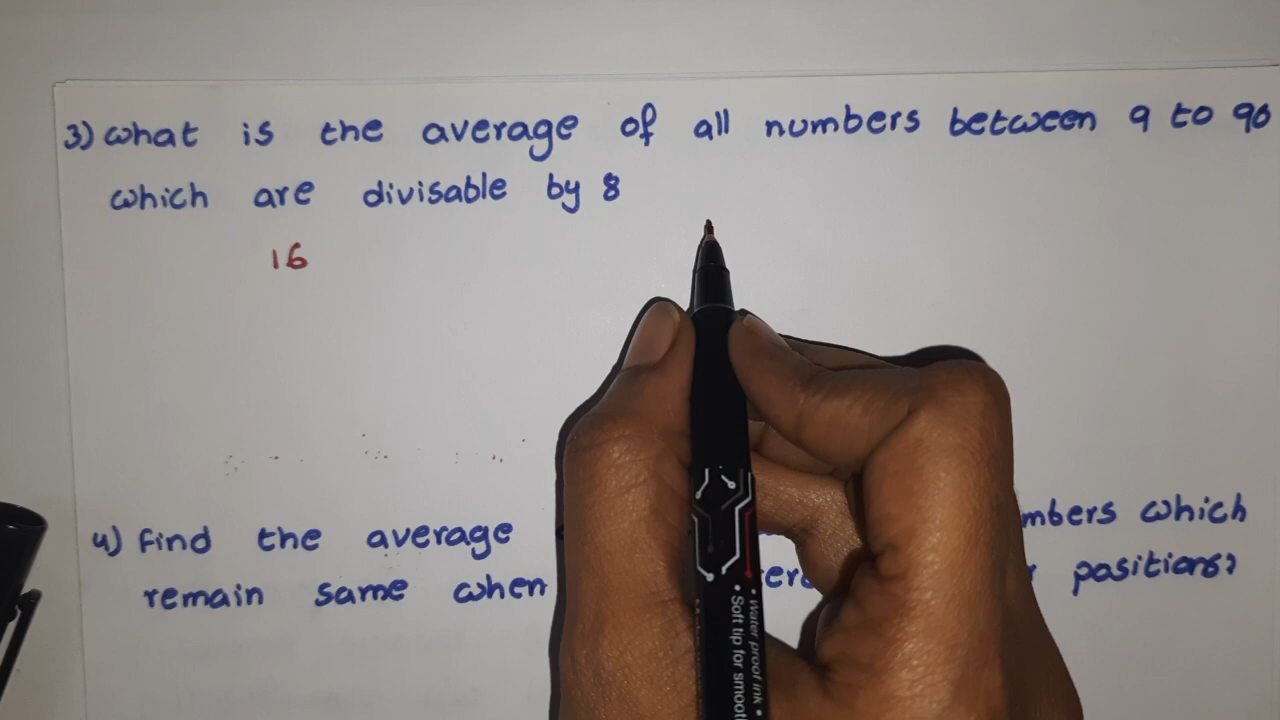 3) what is the average of all numbers between 9 to 90
which are divisable by 8
16
4) Find the average mbers which
remain same when positions?
• Water proof ink •
• Soft tip for smoot